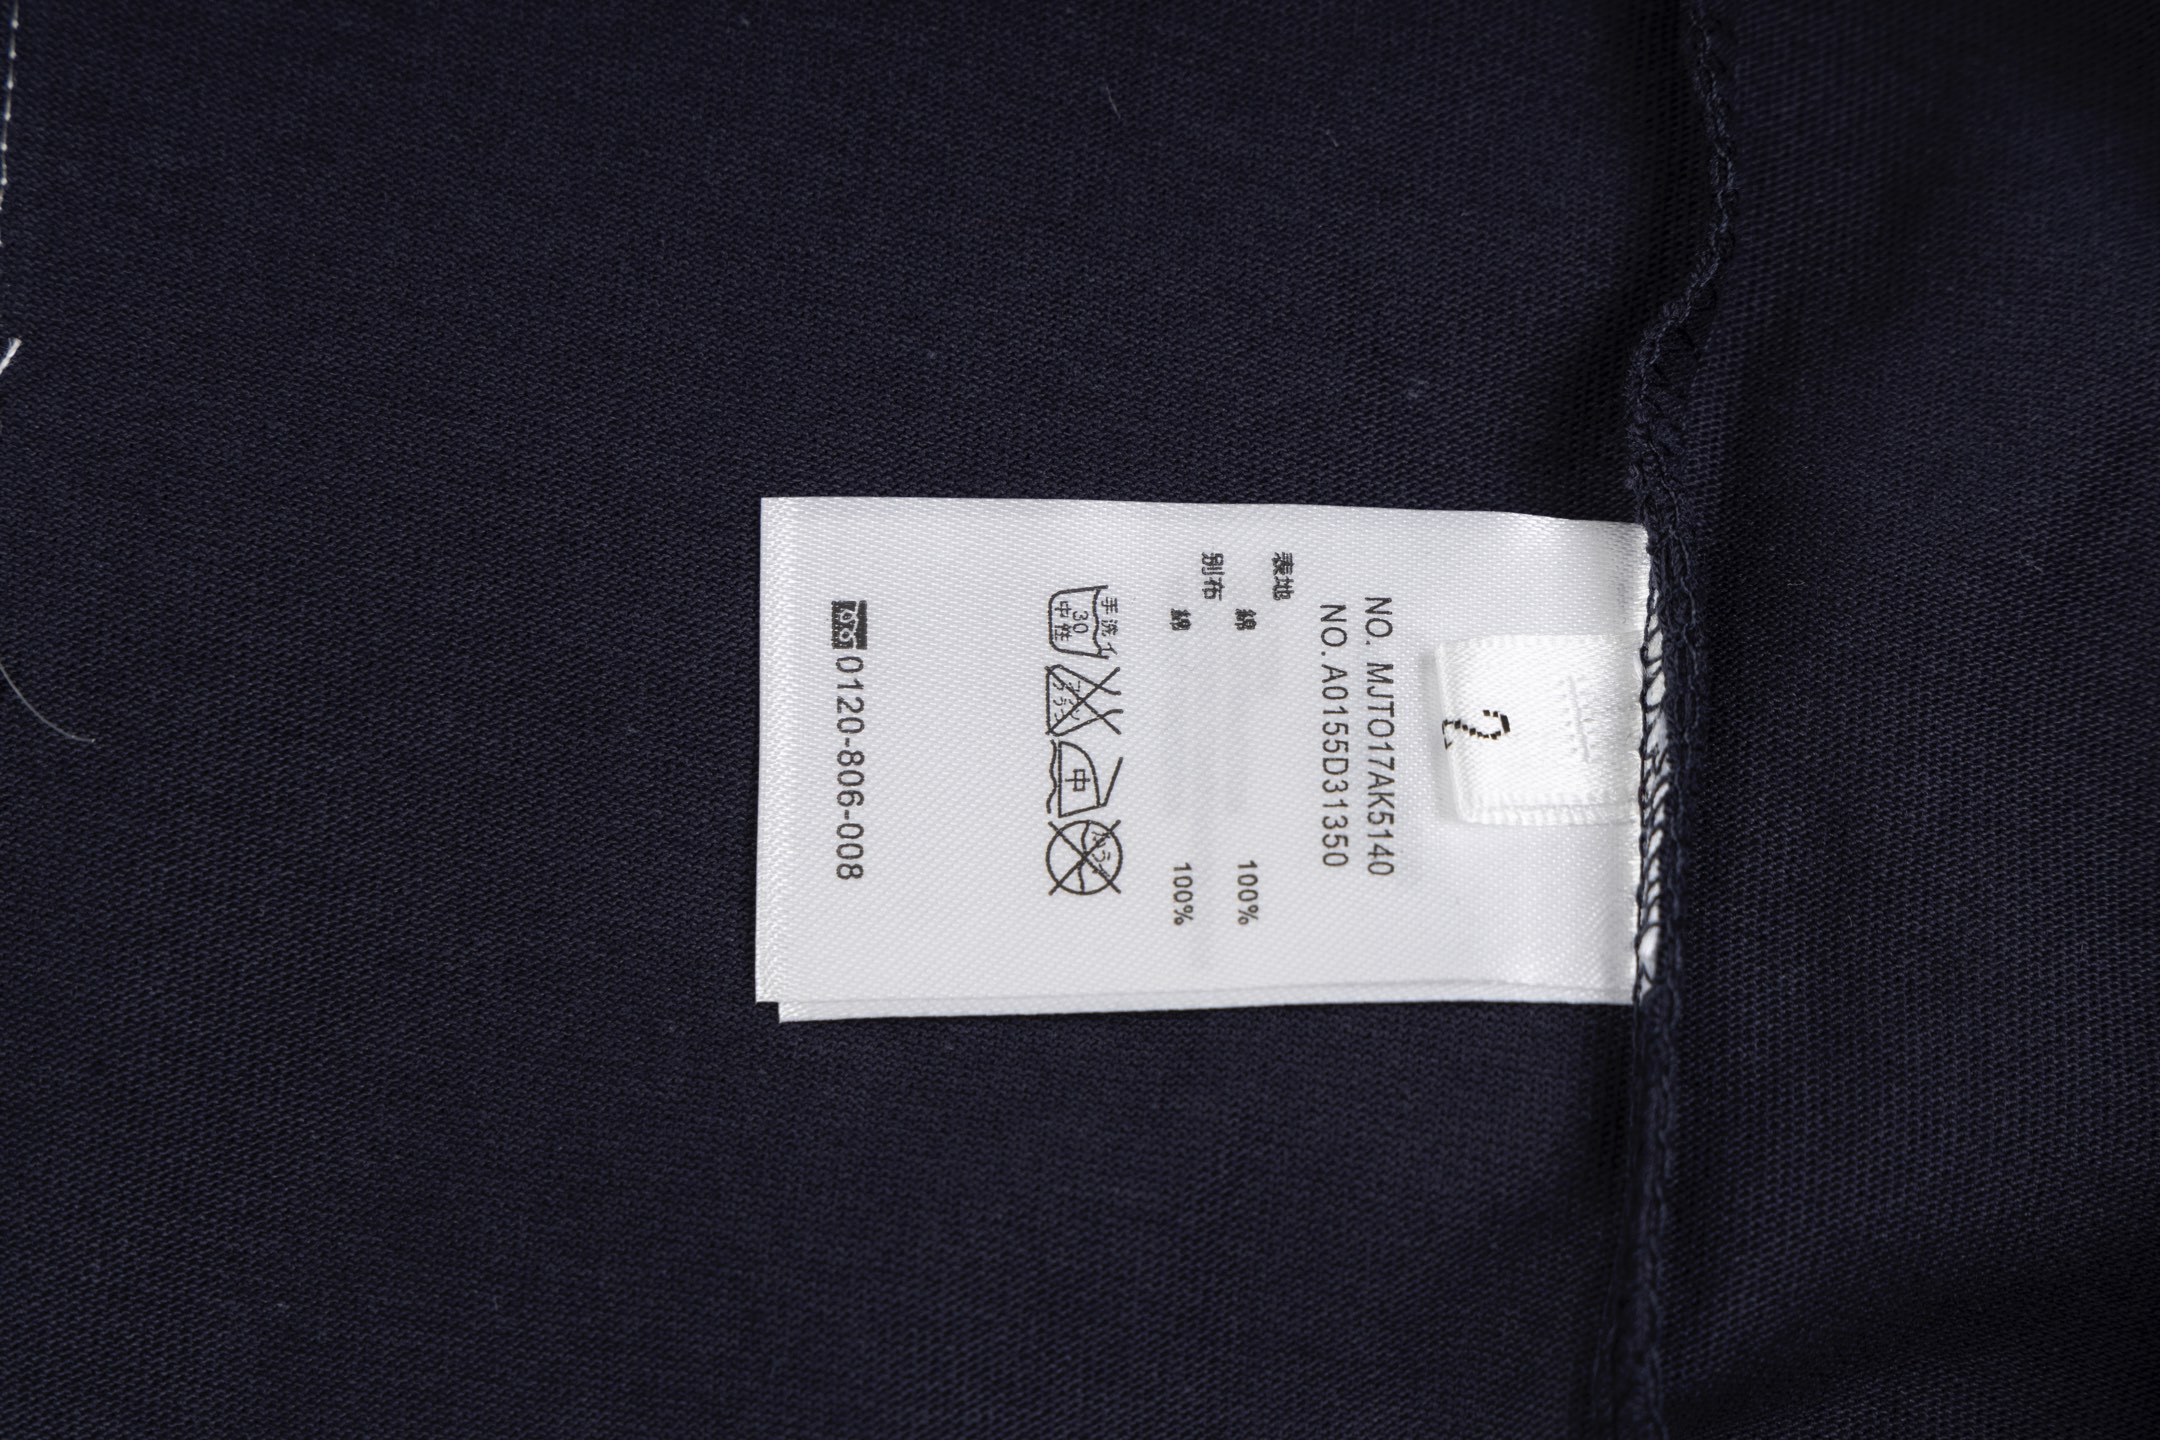 2
NO. MJT017AK5140
NO. A0155D31350
表地
綿 100%
別布
綿 100%
手洗イ
30
中性
中
0120-806-008